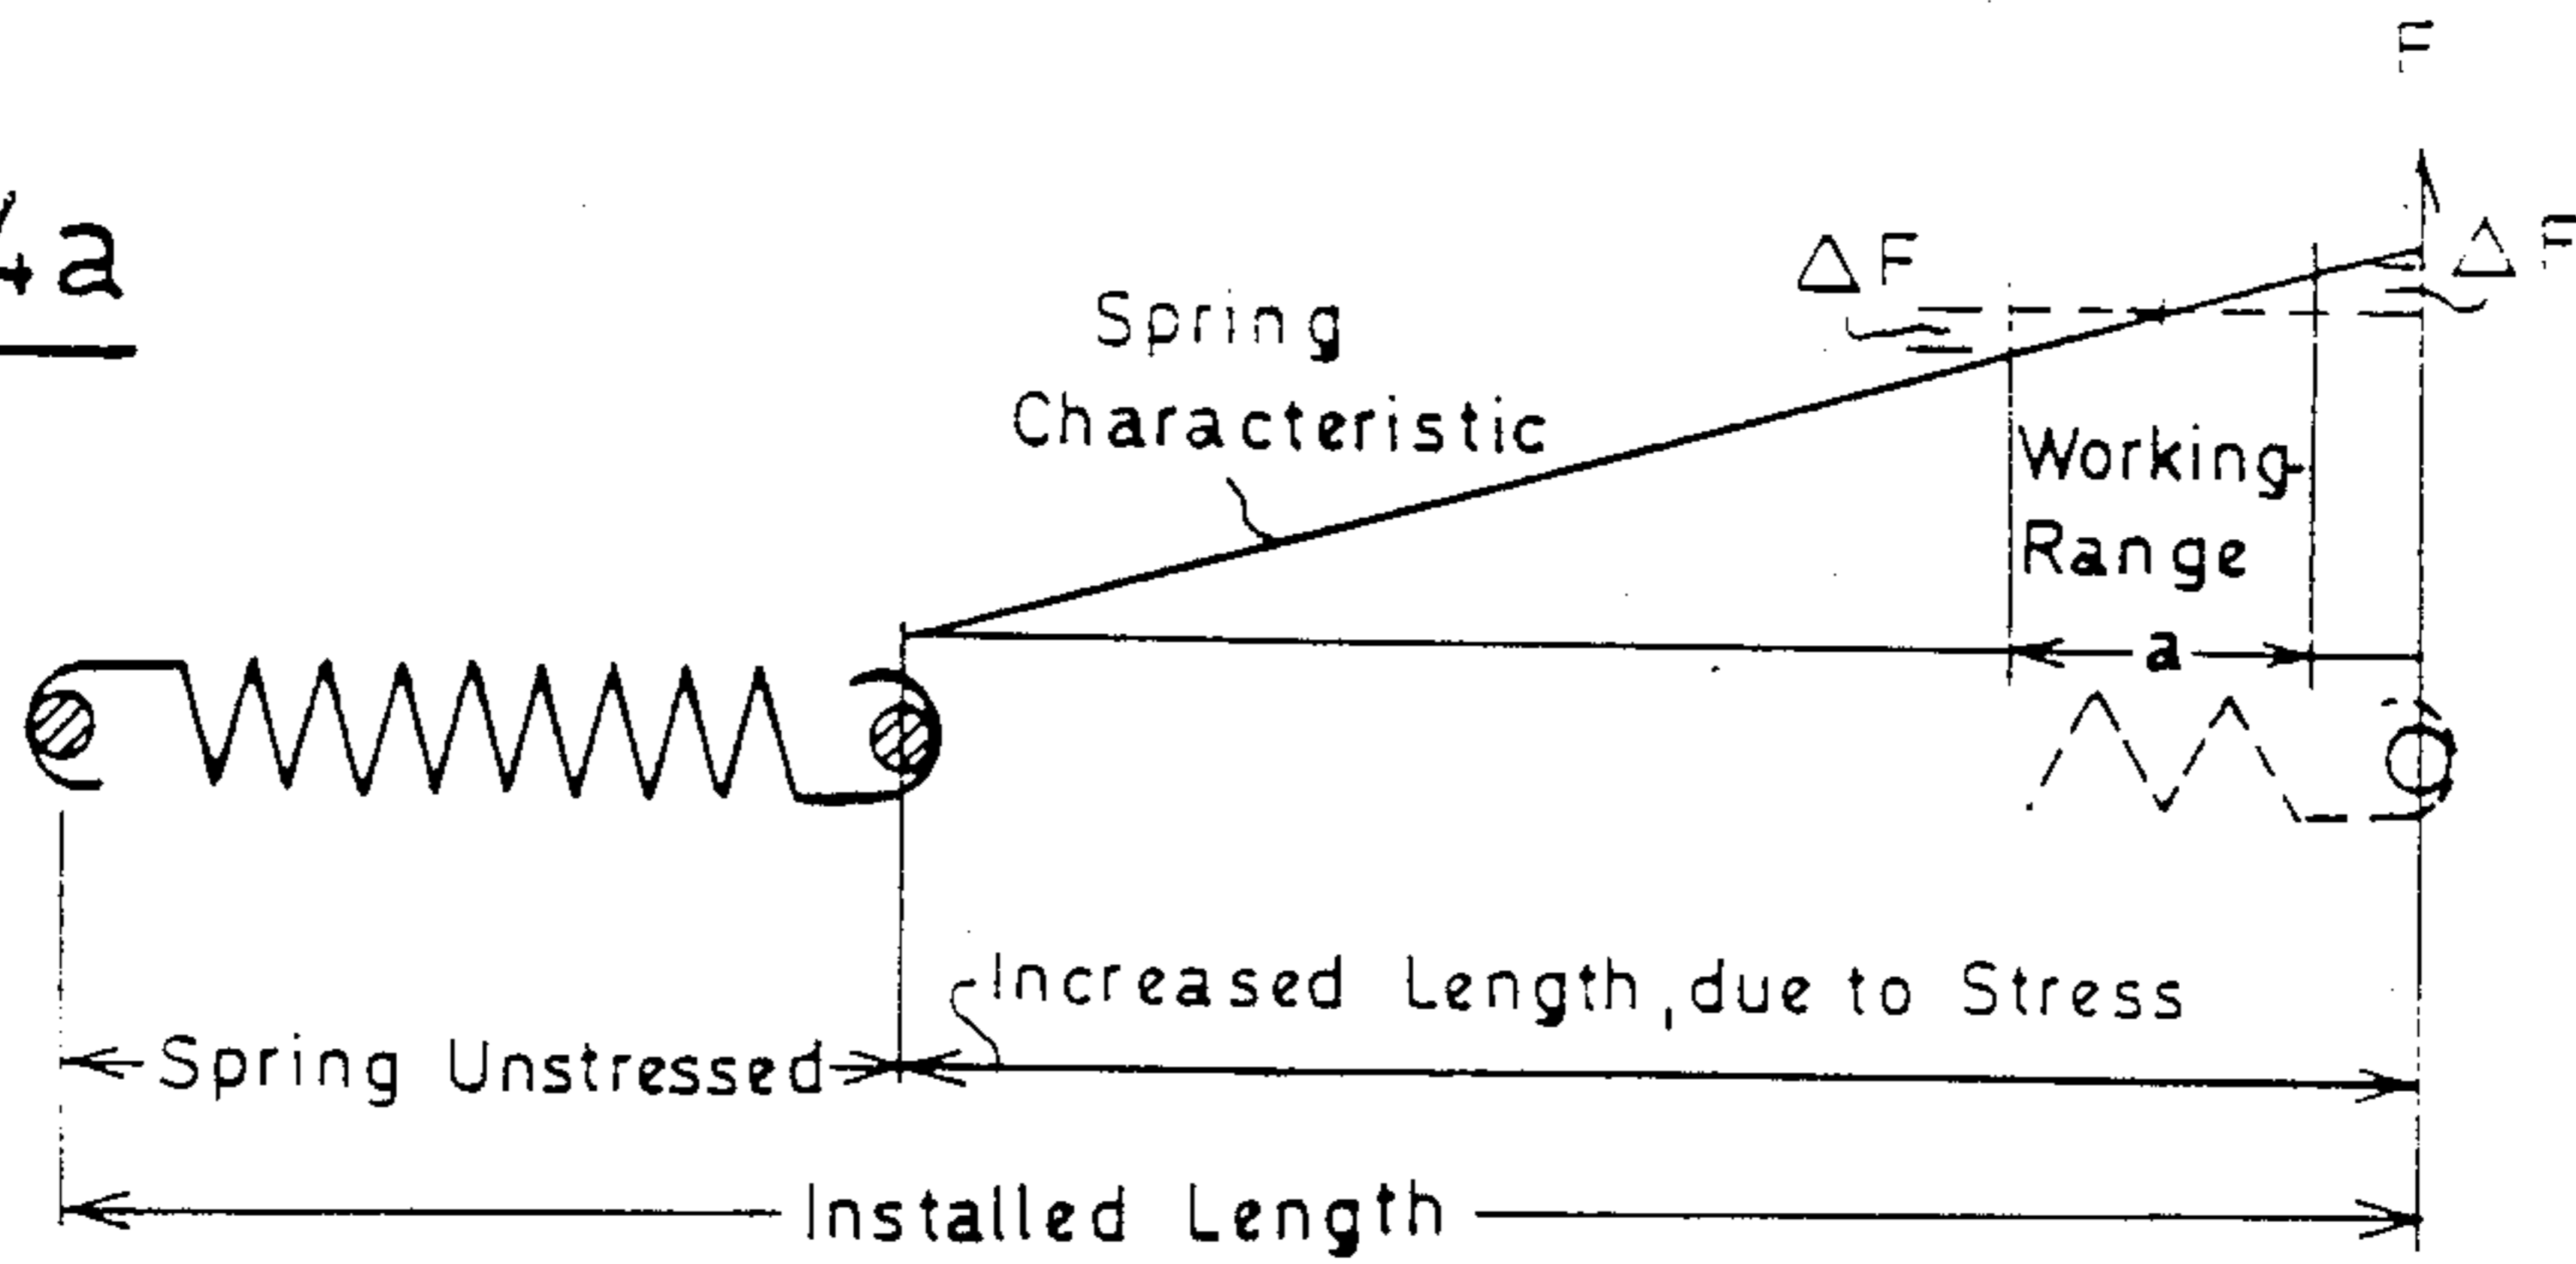 F
4a
ΔF
ΔF
Spring
Characteristic
Working-
Range
a
Increased Length, due to Stress
Spring Unstressed
Installed Length